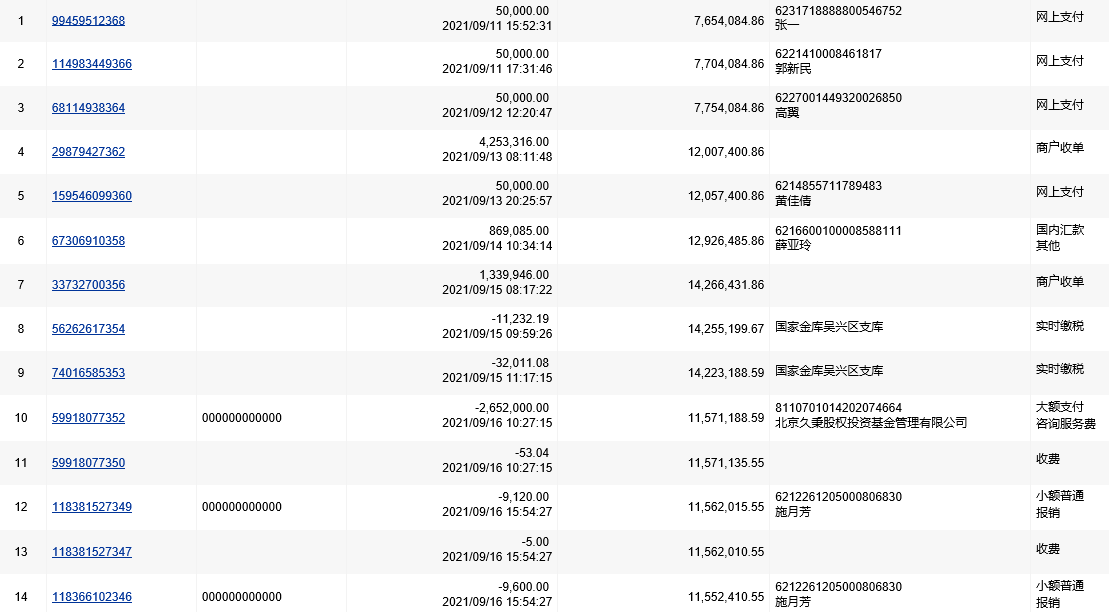 1 99459512368 50,000.00 2021/09/11 15:52:31 7,654,084.86 6231718888800546752 张一 网上支付
2 114983449366 50,000.00 2021/09/11 17:31:46 7,704,084.86 6221410008461817 郭新民 网上支付
3 68114938364 50,000.00 2021/09/12 12:20:47 7,754,084.86 6227001449320026850 高翼 网上支付
4 29879427362 4,253,316.00 2021/09/13 08:11:48 12,007,400.86 商户收单
5 159546099360 50,000.00 2021/09/13 20:25:57 12,057,400.86 6214855711789483 黄佳倩 网上支付
6 67306910358 869,085.00 2021/09/14 10:34:14 12,926,485.86 6216600100008588111 薛亚玲 国内汇款 其他
7 33732700356 1,339,946.00 2021/09/15 08:17:22 14,266,431.86 商户收单
8 56262617354 -11,232.19 2021/09/15 09:59:26 14,255,199.67 国家金库吴兴区支库 实时缴税
9 74016585353 -32,011.08 2021/09/15 11:17:15 14,223,188.59 国家金库吴兴区支库 实时缴税
10 59918077352 000000000000 -2,652,000.00 2021/09/16 10:27:15 11,571,188.59 8110701014202074664 北京久秉股权投资基金管理有限公司 大额支付 咨询服务费
11 59918077350 -53.04 2021/09/16 10:27:15 11,571,135.55 收费
12 118381527349 000000000000 -9,120.00 2021/09/16 15:54:27 11,562,015.55 6212261205000806830 施月芳 小额普通 报销
13 118381527347 -5.00 2021/09/16 15:54:27 11,562,010.55 收费
14 118366102346 000000000000 -9,600.00 2021/09/16 15:54:27 11,552,410.55 6212261205000806830 施月芳 小额普通 报销